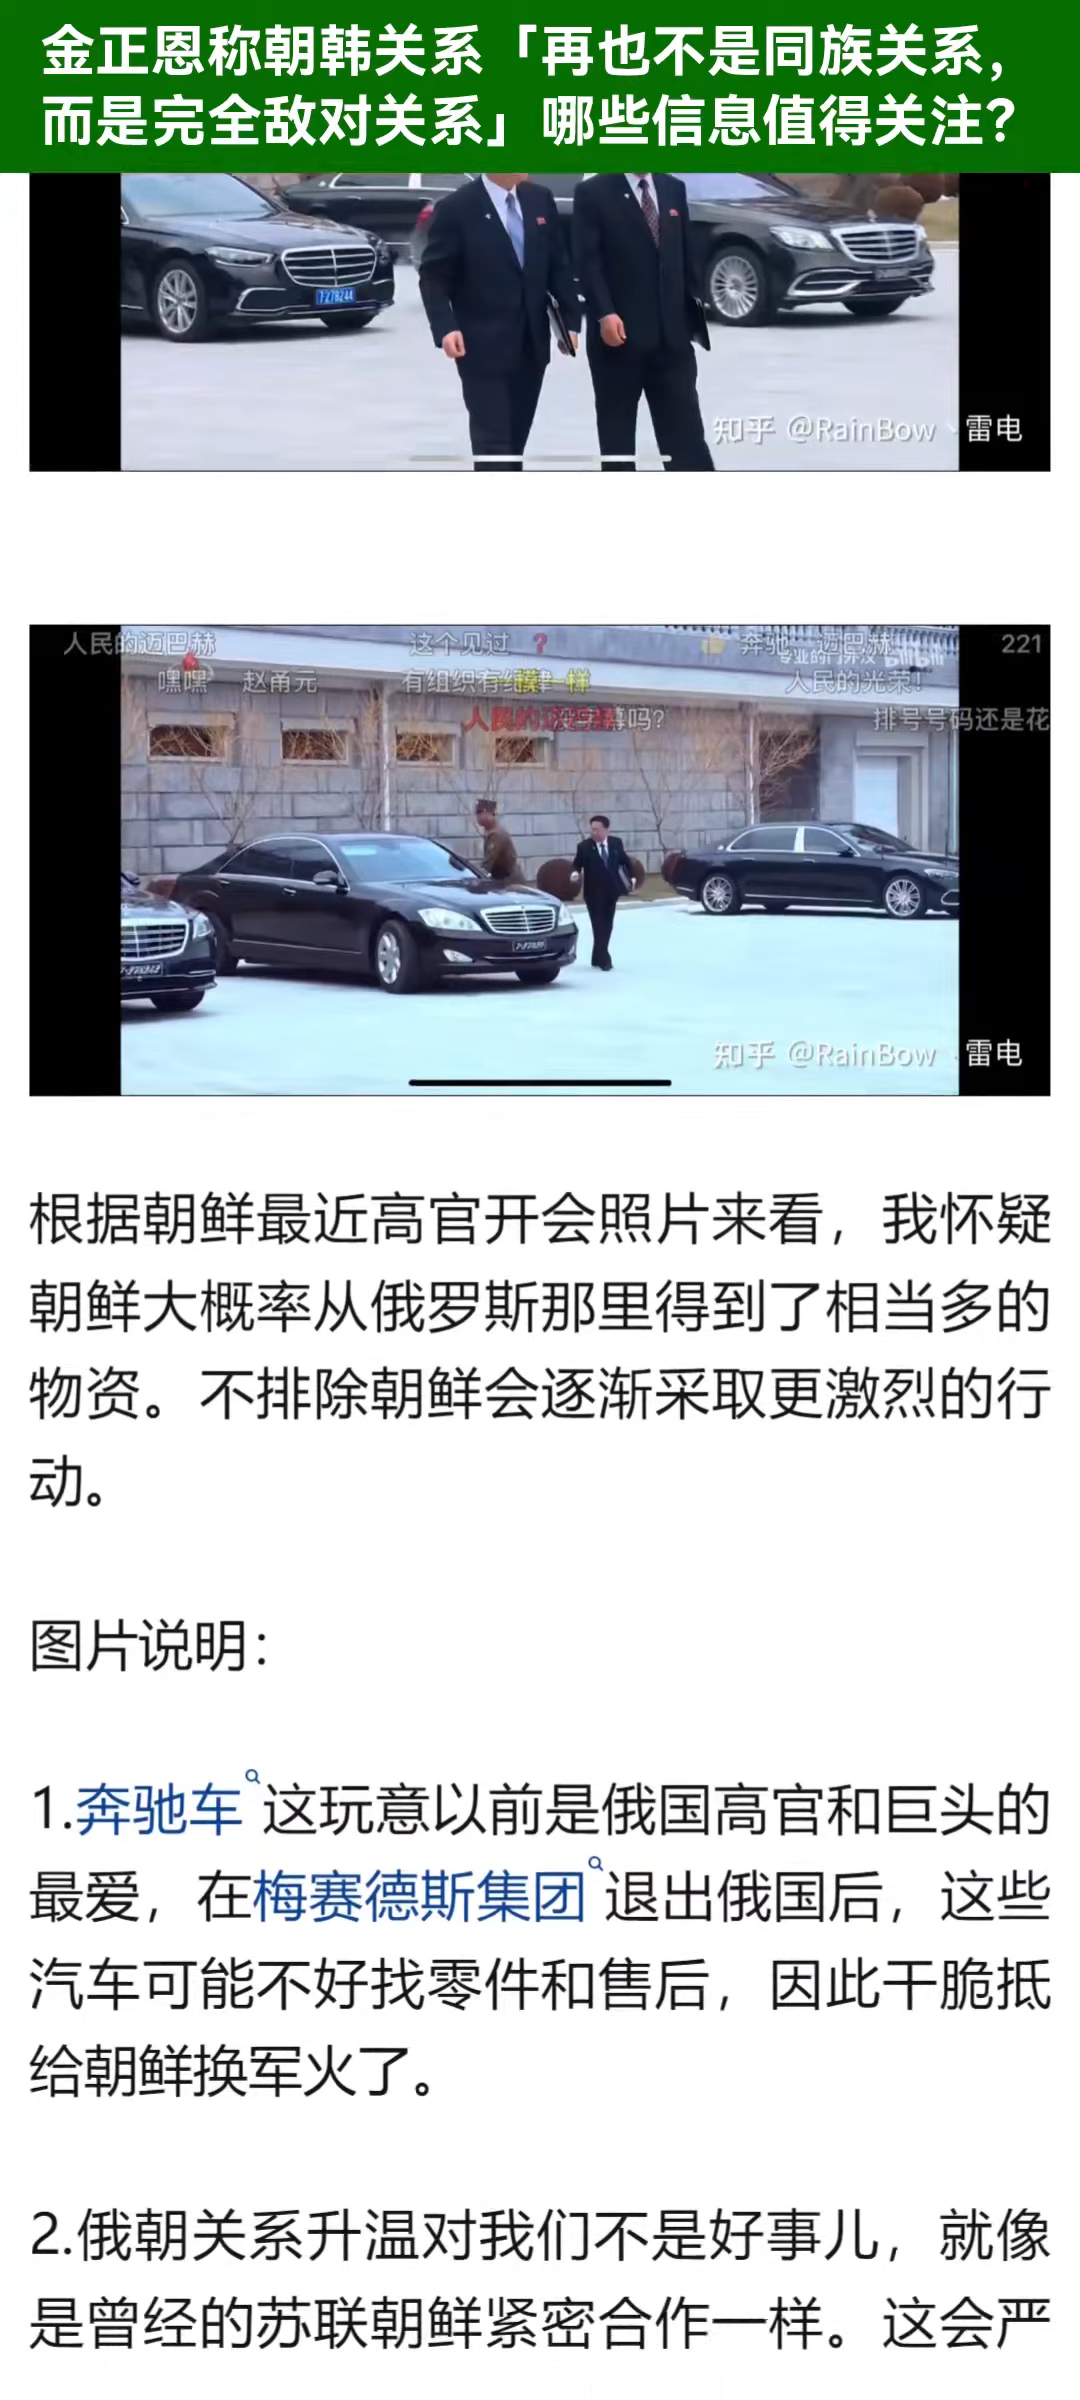 金正恩称朝韩关系「再也不是同族关系，
而是完全敌对关系」哪些信息值得关注？
7278244
知乎 @RainBow、雷电
人民的迈巴赫
这个见过 ？
奔驰、迈巴赫
221
嘿嘿
赵甬元
人民的光荣！
排号号码还是花
知乎 @RainBow、雷电
根据朝鲜最近高官开会照片来看，我怀疑
朝鲜大概率从俄罗斯那里得到了相当多的
物资。不排除朝鲜会逐渐采取更激烈的行
动。
图片说明：
1.奔驰车这玩意以前是俄国高官和巨头的
最爱，在梅赛德斯集团退出俄国后，这些
汽车可能不好找零件和售后，因此干脆抵
给朝鲜换军火了。
2.俄朝关系升温对我们不是好事儿，就像
是曾经的苏联朝鲜紧密合作一样。这会严